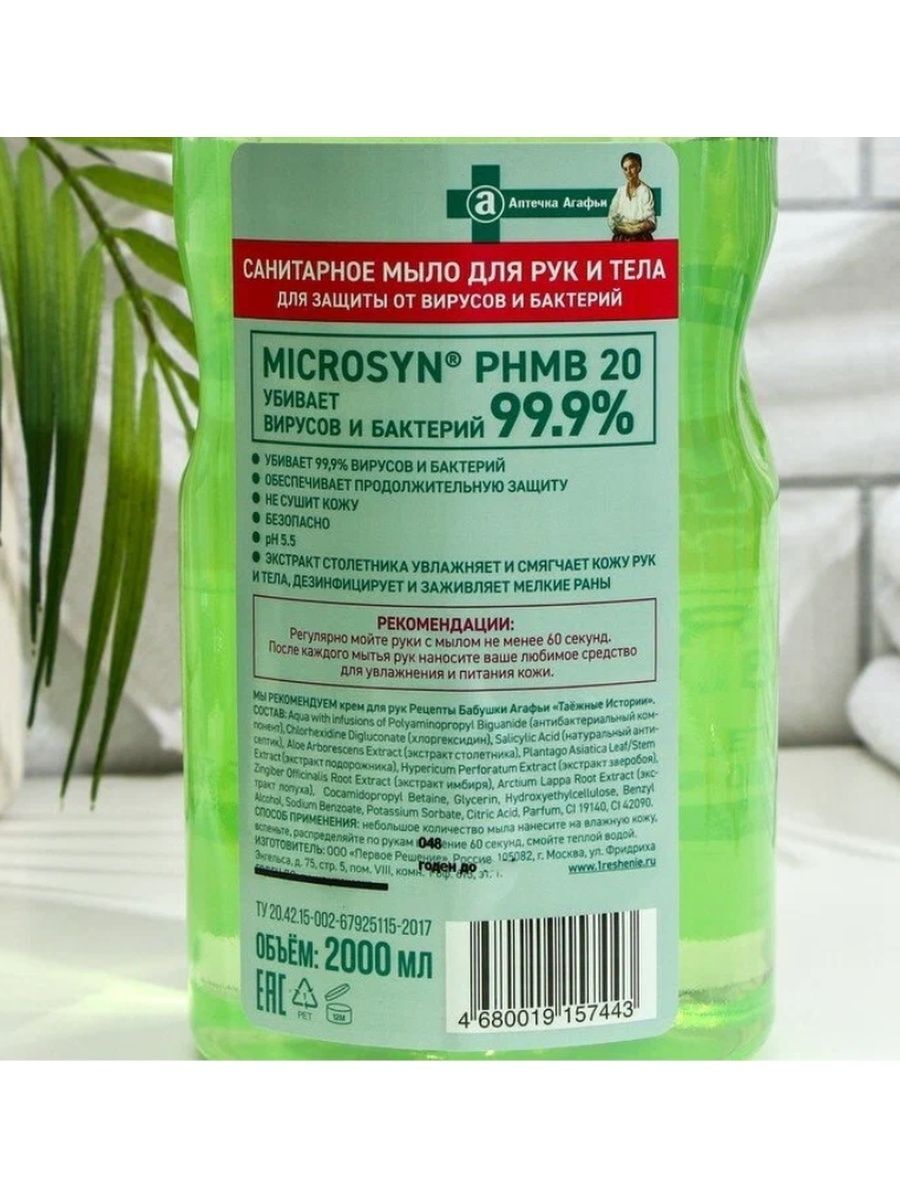 а Аптечка Агафьи
САНИТАРНОЕ МЫЛО ДЛЯ РУК И ТЕЛА
ДЛЯ ЗАЩИТЫ ОТ ВИРУСОВ И БАКТЕРИЙ
MICROSYN® PHMB 20
УБИВАЕТ
ВИРУСОВ И БАКТЕРИЙ 99.9%
• УБИВАЕТ 99,9% ВИРУСОВ И БАКТЕРИЙ
• ОБЕСПЕЧИВАЕТ ПРОДОЛЖИТЕЛЬНУЮ ЗАЩИТУ
• НЕ СУШИТ КОЖУ
• БЕЗОПАСНО
• pH 5.5
• ЭКСТРАКТ СТОЛЕТНИКА УВЛАЖНЯЕТ И СМЯГЧАЕТ КОЖУ РУК
И ТЕЛА, ДЕЗИНФИЦИРУЕТ И ЗАЖИВЛЯЕТ МЕЛКИЕ РАНЫ
РЕКОМЕНДАЦИИ:
Регулярно мойте руки с мылом не менее 60 секунд.
После каждого мытья рук наносите ваше любимое средство
для увлажнения и питания кожи.
МЫ РЕКОМЕНДУЕМ крем для рук Рецепты Бабушки Агафьи «Таёжные Истории».
СОСТАВ: Aqua with infusions of Polyaminopropyl Biguanide (антибактериальный ком-
понент), Chlorhexidine Digluconate (хлоргексидин), Salicylic Acid (натуральный анти-
септик), Aloe Arborescens Extract (экстракт столетника), Plantago Asiatica Leaf/Stem
Extract (экстракт подорожника), Hypericum Perforatum Extract (экстракт зверобоя),
Zingiber Officinalis Root Extract (экстракт имбиря), Arctium Lappa Root Extract (экс-
тракт лопуха), Cocamidopropyl Betaine, Glycerin, Hydroxyethylcellulose, Benzyl
Alcohol, Sodium Benzoate, Potassium Sorbate, Citric Acid, Parfum, CI 19140, CI 42090.
СПОСОБ ПРИМЕНЕНИЯ: небольшое количество мыла нанесите на влажную кожу,
вспеньте, распределяйте по рукам 60 секунд, смойте теплой водой.
048
ИЗГОТОВИТЕЛЬ: ООО «Первое Решение», Россия, 105082, г. Москва, ул. Фридриха
Энгельса, д. 75, стр. 5, пом. VIII, комн. www.1reshenie.ru
годен до
ТУ 20.42.15-002-67925115-2017
ОБЪЁМ: 2000 МЛ
EAC 1 PET 12M
4 680019 157443